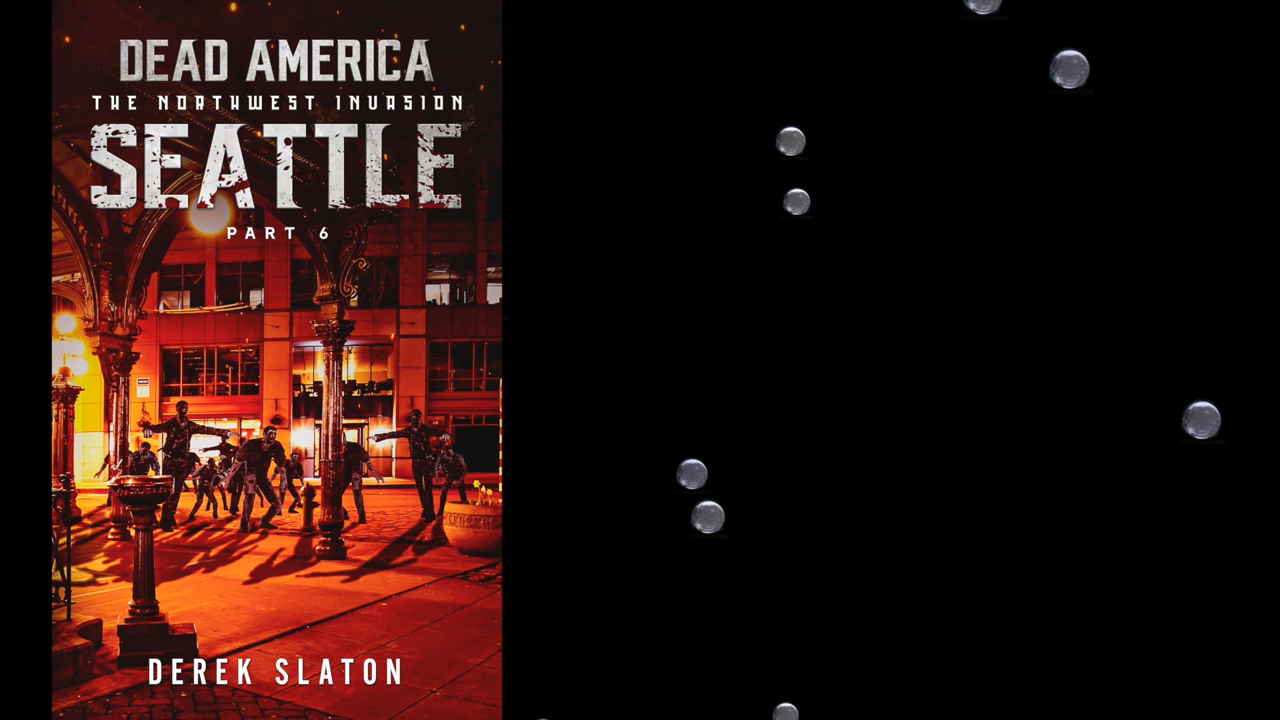 DEAD AMERICA
THE NORTHWEST INVASION
SEATTLE
PART 6
DEREK SLATON